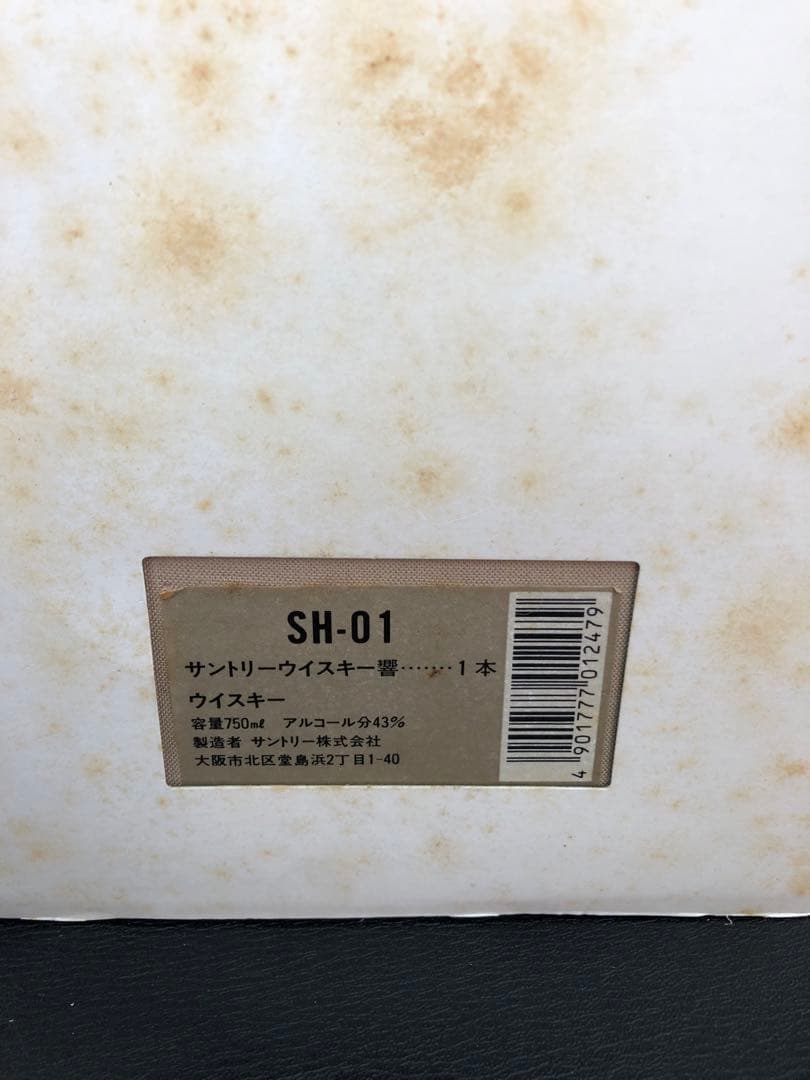 SH-01
サントリーウイスキー響‥‥‥‥1本
ウイスキー
容量750mℓ アルコール分43%
製造者 サントリー株式会社
大阪市北区堂島浜2丁目1-40
4 901777 012479